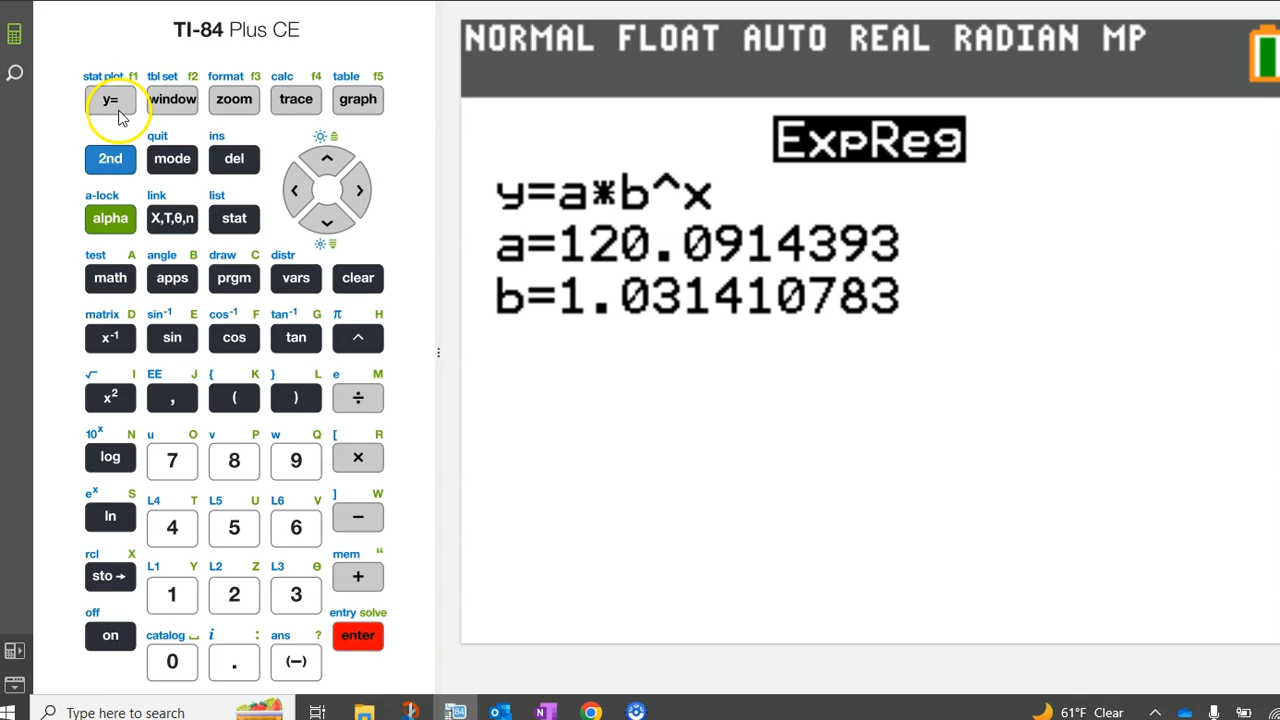 TI-84 Plus CE
stat plot f1 tbl set f2 format f3 calc f4 table f5
y= window zoom trace graph
quit ins
2nd mode del
a-lock link list
alpha X,T,θ,n stat
test A angle B draw C distr
math apps prgm vars clear
matrix D sin⁻¹ E cos⁻¹ F tan⁻¹ G π H
x⁻¹ sin cos tan ^
√ I EE J { K } L e M
x² , ( ) ÷
10ˣ N u O v P w Q [ R
log 7 8 9 ×
eˣ S L4 T L5 U L6 V ] W
ln 4 5 6 −
rcl X L1 Y L2 Z L3 θ mem “
sto→ 1 2 3 +
off catalog ⎵ i : ans ? entry solve
on 0 . (−) enter
NORMAL FLOAT AUTO REAL RADIAN MP
ExpReg
y=a*b^x
a=120.0914393
b=1.031410783
Type here to search
61°F Clear